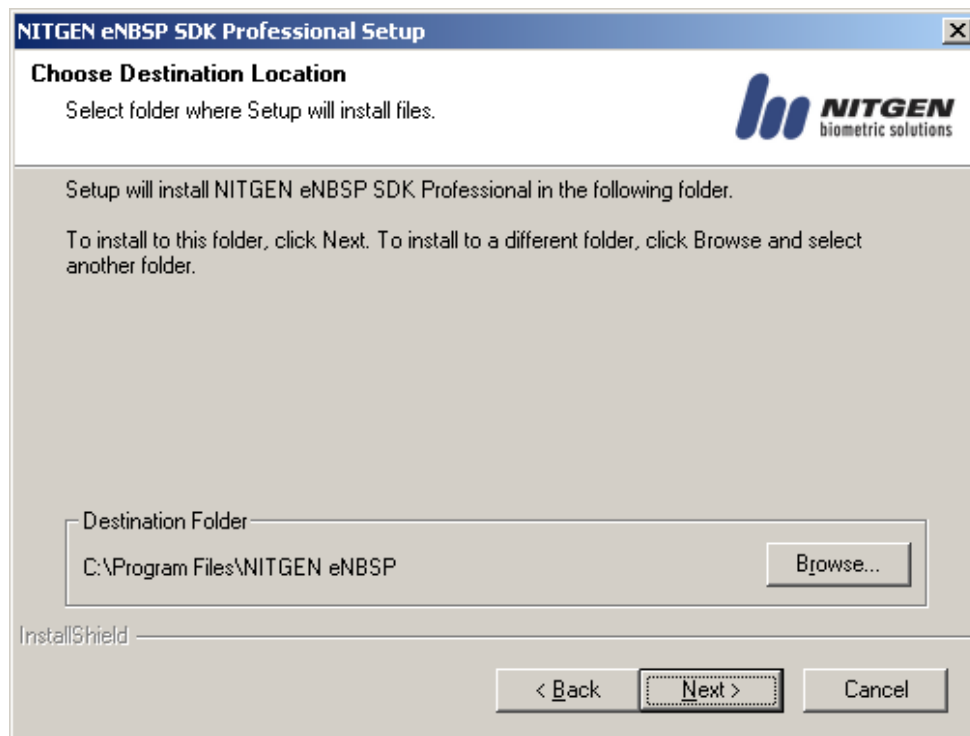 NITGEN eNBSP SDK Professional Setup
Choose Destination Location
Select folder where Setup will install files.
NITGEN
biometric solutions
Setup will install NITGEN eNBSP SDK Professional in the following folder.
To install to this folder, click Next. To install to a different folder, click Browse and select
another folder.
Destination Folder
C:\Program Files\NITGEN eNBSP
Browse...
InstallShield
< Back
Next >
Cancel